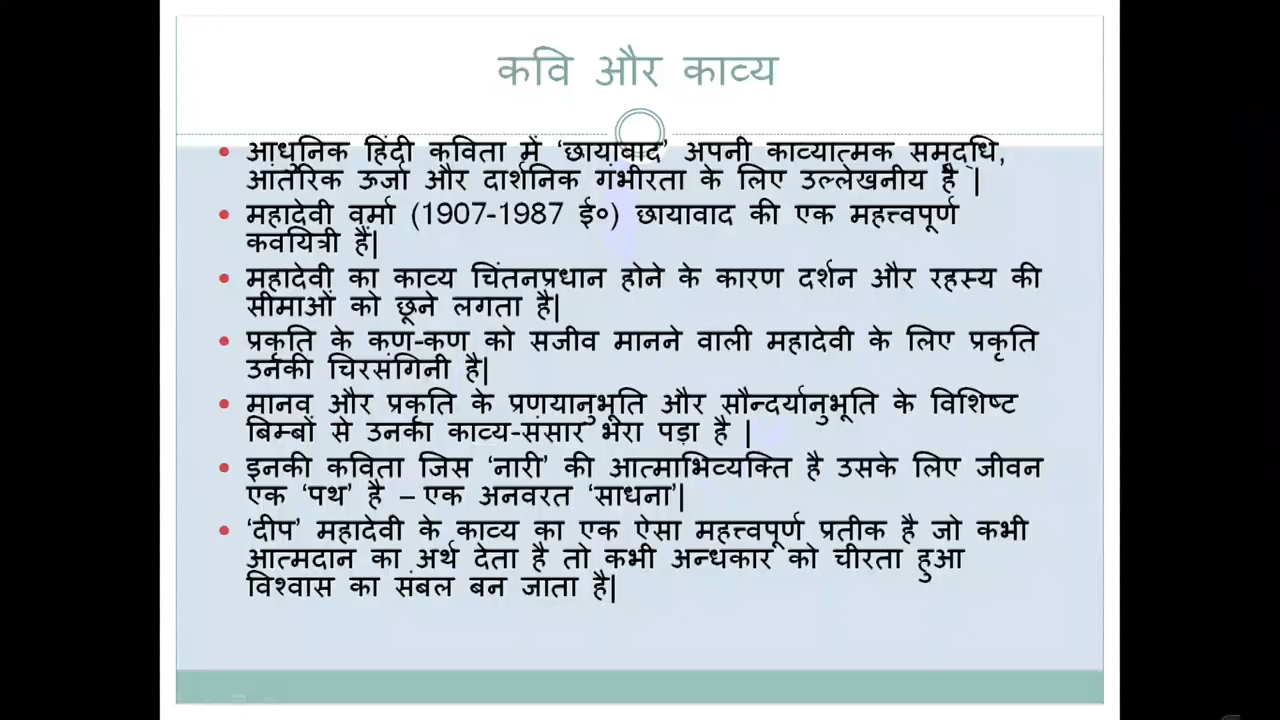 कवि और काव्य
• आधुनिक हिंदी कविता में ‘छायावाद’ अपनी काव्यात्मक समृद्धि,
आंतरिक ऊर्जा और दार्शनिक गंभीरता के लिए उल्लेखनीय है |
• महादेवी वर्मा (1907-1987 ई०) छायावाद की एक महत्त्वपूर्ण
कवयित्री हैं|
• महादेवी का काव्य चिंतनप्रधान होने के कारण दर्शन और रहस्य की
सीमाओं को छूने लगता है|
• प्रकृति के कण-कण को सजीव मानने वाली महादेवी के लिए प्रकृति
उनकी चिरसंगिनी है|
• मानव और प्रकृति के प्रणयानुभूति और सौन्दर्यानुभूति के विशिष्ट
बिम्बों से उनका काव्य-संसार भरा पड़ा है |
• इनकी कविता जिस ‘नारी’ की आत्माभिव्यक्ति है उसके लिए जीवन
एक ‘पथ’ है – एक अनवरत ‘साधना’|
• ‘दीप’ महादेवी के काव्य का एक ऐसा महत्त्वपूर्ण प्रतीक है जो कभी
आत्मदान का अर्थ देता है तो कभी अन्धकार को चीरता हुआ
विश्वास का संबल बन जाता है|